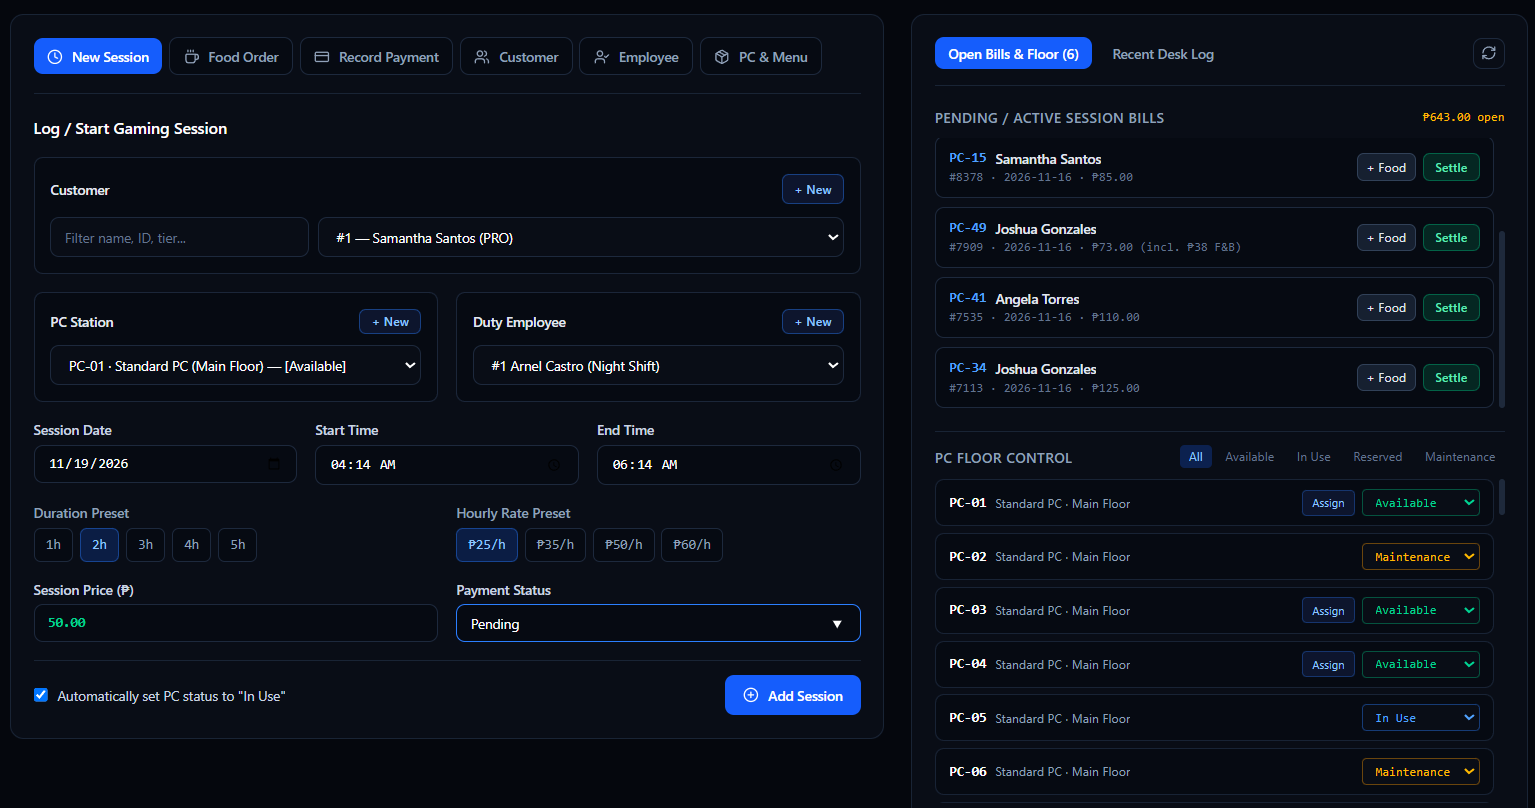 New Session Food Order Record Payment Customer Employee PC & Menu
Log / Start Gaming Session
Customer + New
Filter name, ID, tier... #1 — Samantha Santos (PRO)
PC Station + New Duty Employee + New
PC-01 · Standard PC (Main Floor) — [Available] #1 Arnel Castro (Night Shift)
Session Date Start Time End Time
11/19/2026 04:14 AM 06:14 AM
Duration Preset Hourly Rate Preset
1h 2h 3h 4h 5h ₱25/h ₱35/h ₱50/h ₱60/h
Session Price (₱) Payment Status
50.00 Pending
Automatically set PC status to "In Use" Add Session
Open Bills & Floor (6) Recent Desk Log
PENDING / ACTIVE SESSION BILLS ₱643.00 open
PC-15 Samantha Santos + Food Settle
#8378 · 2026-11-16 · ₱85.00
PC-49 Joshua Gonzales + Food Settle
#7909 · 2026-11-16 · ₱73.00 (incl. ₱38 F&B)
PC-41 Angela Torres + Food Settle
#7535 · 2026-11-16 · ₱110.00
PC-34 Joshua Gonzales + Food Settle
#7113 · 2026-11-16 · ₱125.00
PC FLOOR CONTROL All Available In Use Reserved Maintenance
PC-01 Standard PC · Main Floor Assign Available
PC-02 Standard PC · Main Floor Maintenance
PC-03 Standard PC · Main Floor Assign Available
PC-04 Standard PC · Main Floor Assign Available
PC-05 Standard PC · Main Floor In Use
PC-06 Standard PC · Main Floor Maintenance